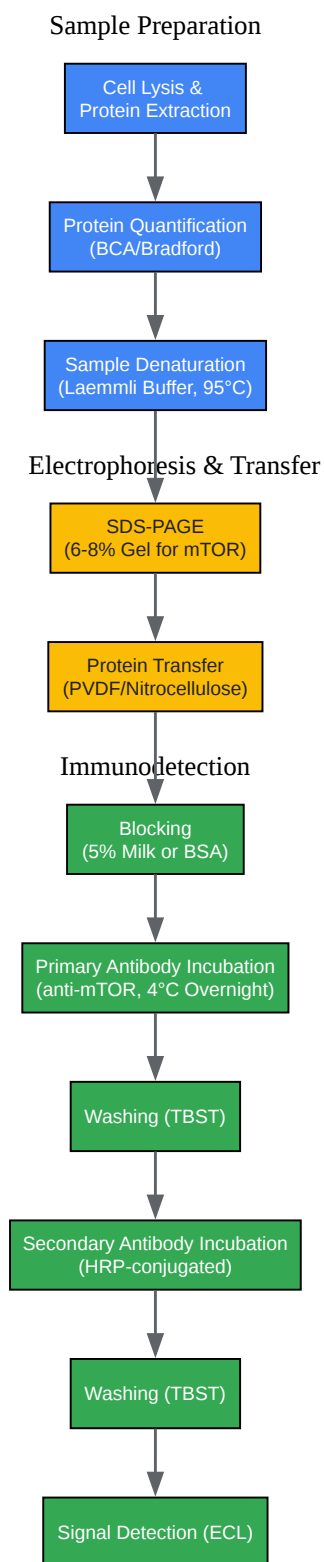 Sample Preparation
Cell Lysis &
Protein Extraction
Protein Quantification
(BCA/Bradford)
Sample Denaturation
(Laemmli Buffer, 95°C)
Electrophoresis & Transfer
SDS-PAGE
(6-8% Gel for mTOR)
Protein Transfer
(PVDF/Nitrocellulose)
Immunodetection
Blocking
(5% Milk or BSA)
Primary Antibody Incubation
(anti-mTOR, 4°C Overnight)
Washing (TBST)
Secondary Antibody Incubation
(HRP-conjugated)
Washing (TBST)
Signal Detection (ECL)